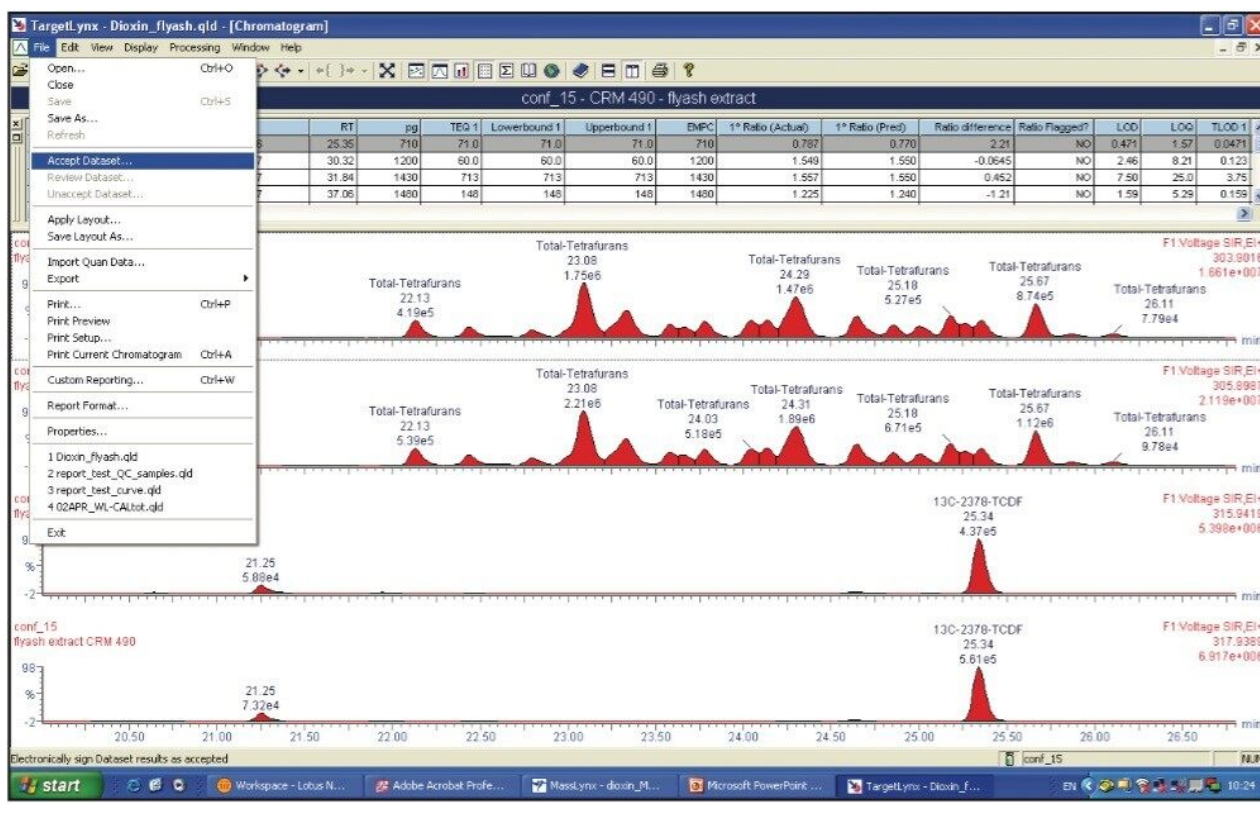 TargetLynx - Dioxin_flyash.qld - [Chromatogram]
File Edit View Display Processing Window Help
Open... Ctrl+O
Close
Save Ctrl+S
Save As...
Refresh
Accept Dataset...
Review Dataset...
Unaccept Dataset...
Apply Layout...
Save Layout As...
Import Quan Data...
Export
Print... Ctrl+P
Print Preview
Print Setup...
Print Current Chromatogram Ctrl+A
Custom Reporting... Ctrl+W
Report Format...
Properties...
1 Dioxin_flyash.qld
2 report_test_QC_samples.qld
3 report_test_curve.qld
4 02APR_WL-CALtot.qld
Exit
conf_15 - CRM 490 - flyash extract
RT pg TEQ 1 Lowerbound 1 Upperbound 1 EMPC 1° Ratio (Actual) 1° Ratio (Pred) Ratio difference Ratio Flagged? LOD LOQ TLOD 1
25.35 710 71.0 71.0 71.0 710 0.787 0.770 2.21 NO 0.471 1.57 0.0471
30.32 1200 60.0 60.0 60.0 1200 1.549 1.550 -0.0645 NO 2.46 8.21 0.123
31.84 1430 713 713 713 1430 1.557 1.550 0.452 NO 7.50 25.0 3.75
37.06 1480 148 148 148 1480 1.225 1.240 -1.21 NO 1.59 5.29 0.159
F1:Voltage SIR,EI+
303.9016
1.661e+007
Total-Tetrafurans
22.13
4.19e5
Total-Tetrafurans
23.08
1.75e6
Total-Tetrafurans
24.29
1.47e6
Total-Tetrafurans
25.18
5.27e5
Total-Tetrafurans
25.67
8.74e5
Total-Tetrafurans
26.11
7.79e4
min
F1:Voltage SIR,EI+
305.8987
2.119e+007
Total-Tetrafurans
22.13
5.39e5
Total-Tetrafurans
23.08
2.21e6
Total-Tetrafurans
24.03
5.18e5
Total-Tetrafurans
24.31
1.89e6
Total-Tetrafurans
25.18
6.71e5
Total-Tetrafurans
25.67
1.12e6
Total-Tetrafurans
26.11
9.78e4
min
F1:Voltage SIR,EI+
315.9419
5.398e+006
%
-2
21.25
5.88e4
13C-2378-TCDF
25.34
4.37e5
min
conf_15
flyash extract CRM 490
F1:Voltage SIR,EI+
317.9389
6.917e+006
98
%
-2
21.25
7.32e4
13C-2378-TCDF
25.34
5.61e5
min
20.50 21.00 21.50 22.00 22.50 23.00 23.50 24.00 24.50 25.00 25.50 26.00 26.50
Electronically sign Dataset results as accepted
conf_15
NUM
start
Workspace - Lotus N...
Adobe Acrobat Profe...
MassLynx - dioxin_M...
Microsoft PowerPoint ...
TargetLynx - Dioxin_f...
EN
10:24